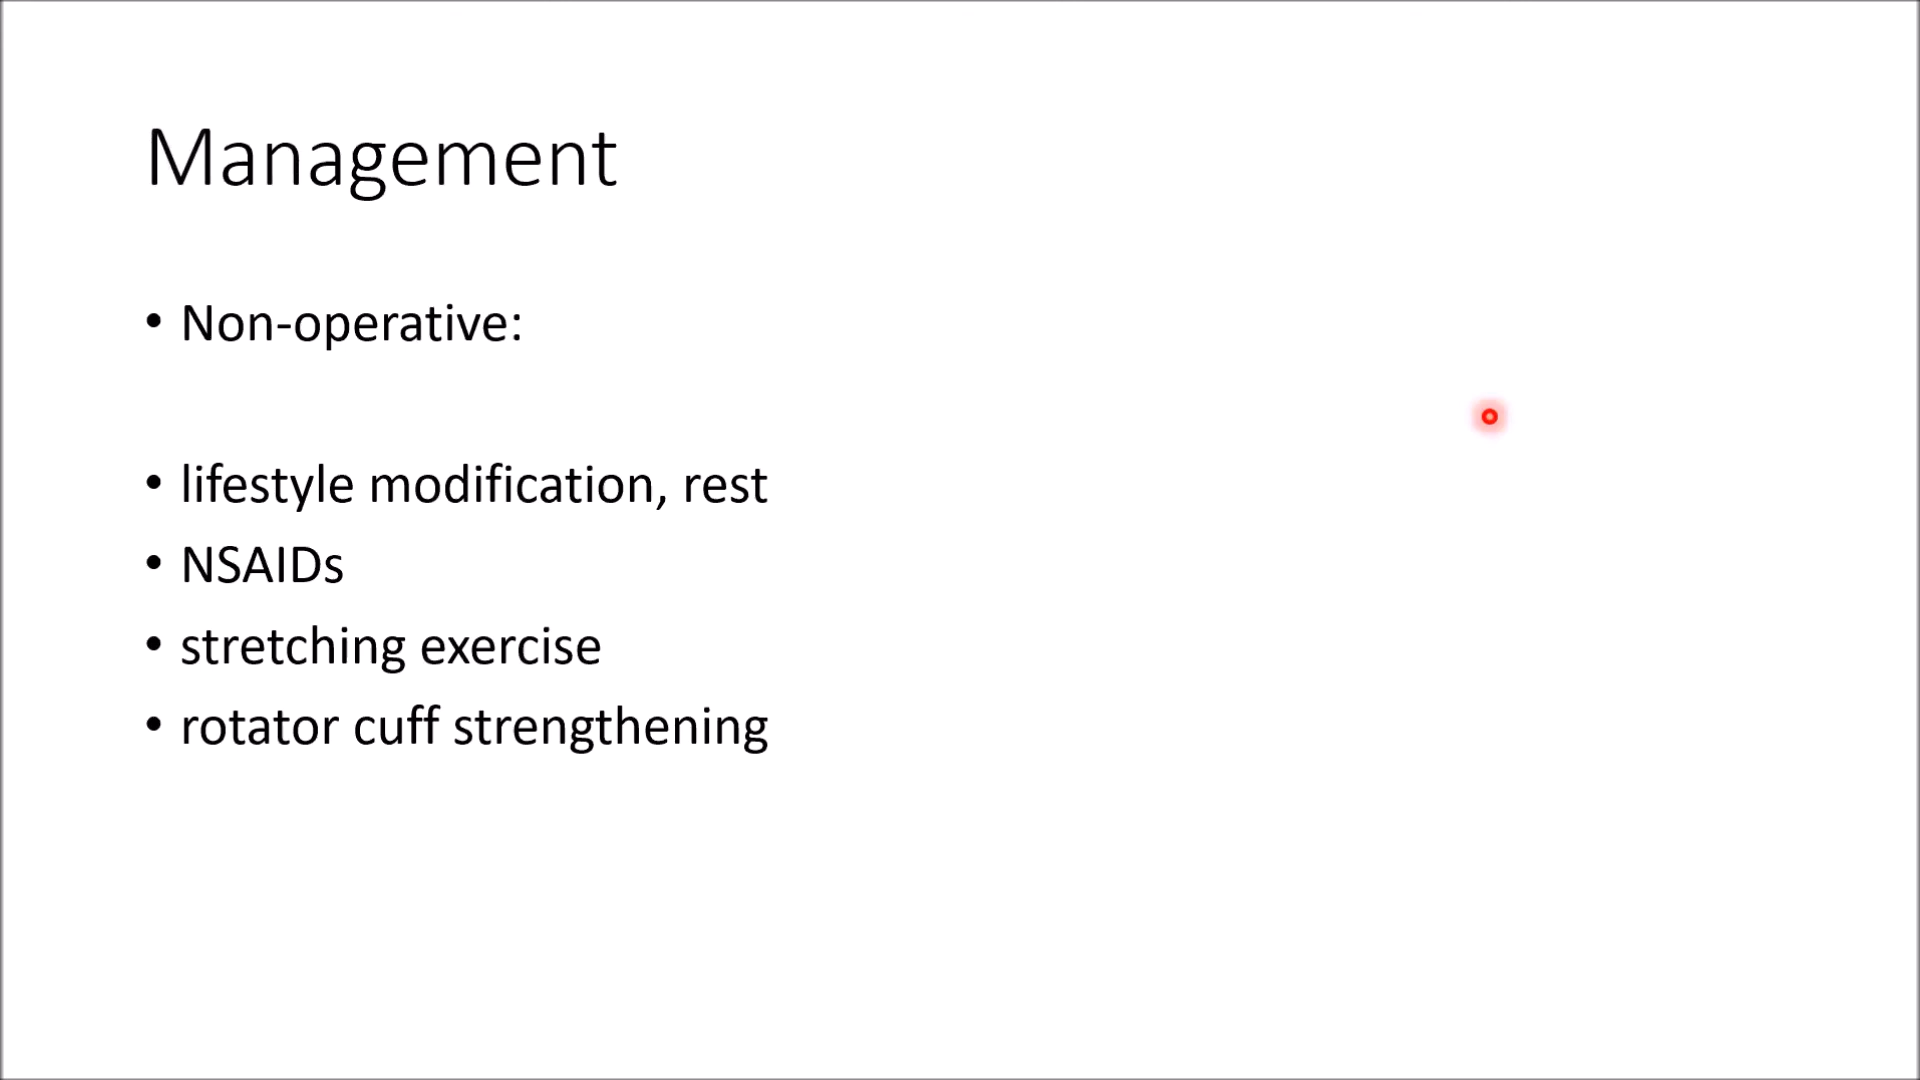 Management
• Non-operative:
• lifestyle modification, rest
• NSAIDs
• stretching exercise
• rotator cuff strengthening